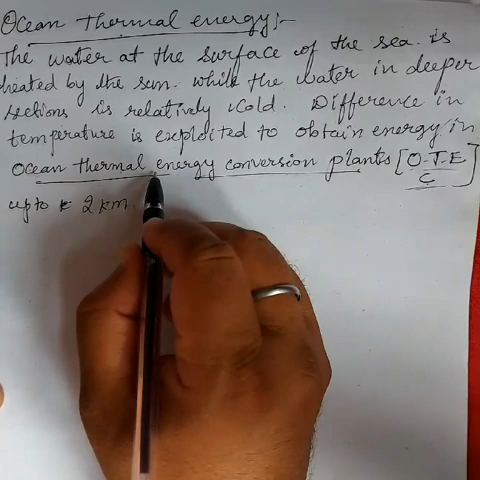 Ocean thermal energy:-
The water at the surface of the sea is
heated by the sun. while the water in deeper
sections is relatively cold. Difference in
temperature is exploited to obtain energy in
Ocean thermal energy conversion plants [O-T.E
C]
upto 2 km.